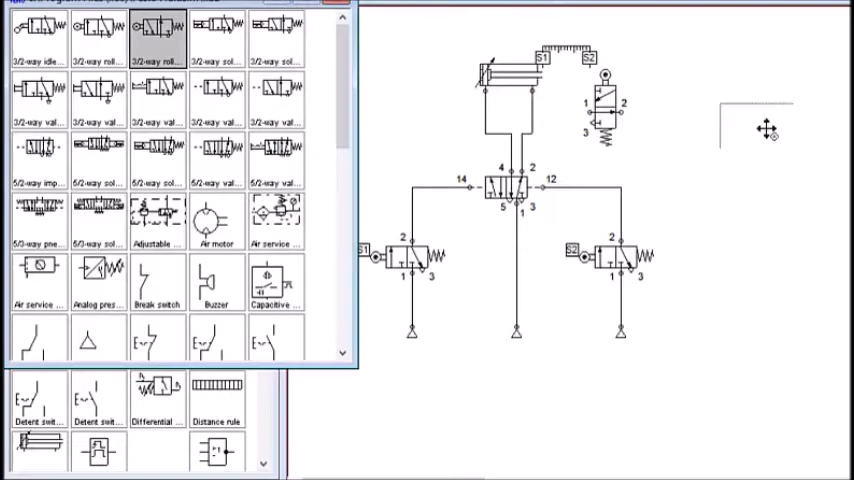 3/2-way idle... 3/2-way roll... 3/2-way roll... 3/2-way sol... 3/2-way sol...
3/2-way val... 3/2-way val... 3/2-way val... 3/2-way val... 3/2-way val...
5/2-way imp... 5/2-way sol... 5/2-way sol... 5/2-way val... 5/2-way val...
5/3-way pne... 5/3-way sol... Adjustable ... Air motor Air service ...
Air service ... Analog pres... Break switch Buzzer Capacitive ...
Detent swit... Detent swit... Differential ... Distance rule
S1 S2
1 2
3
4 2
14 12
5 1 3
2 2
S1 S2
1 3 1 3